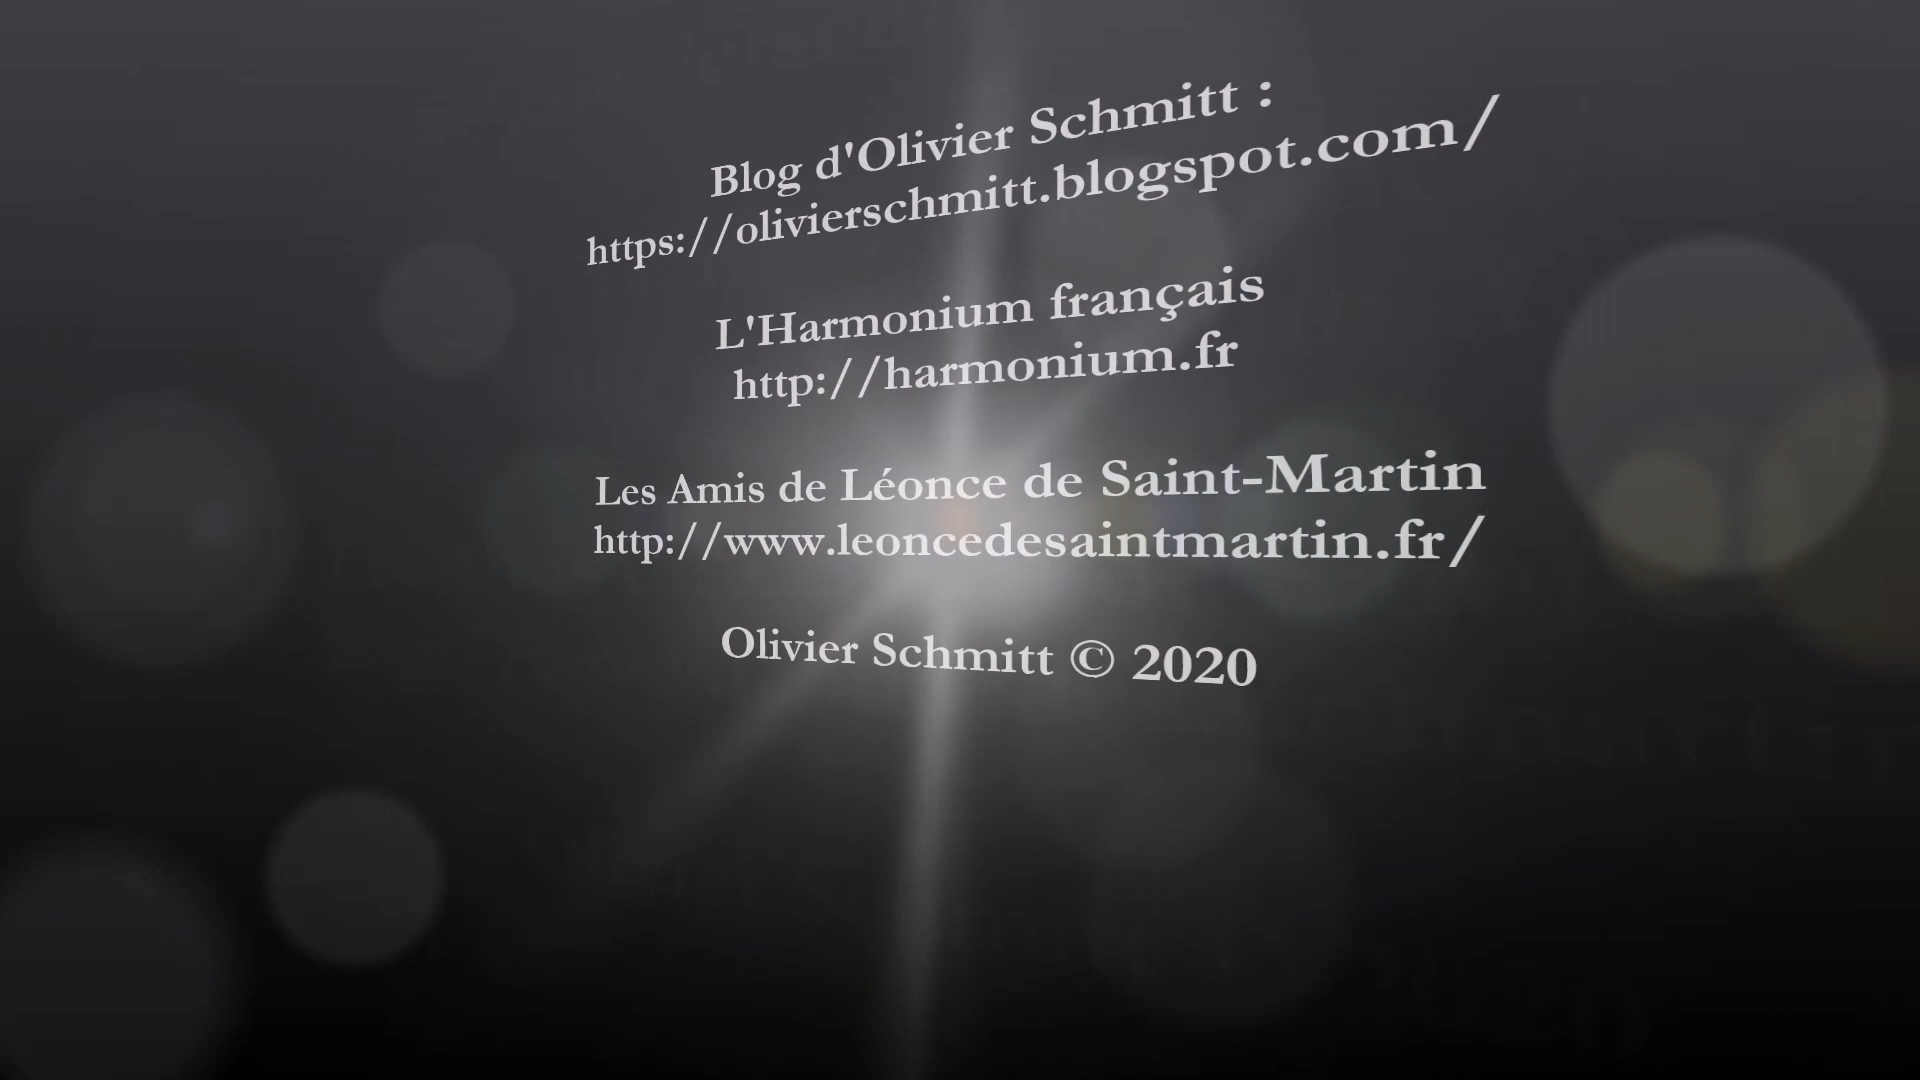 Blog d'Olivier Schmitt :
https://olivierschmitt.blogspot.com/
L'Harmonium français
http://harmonium.fr
Les Amis de Léonce de Saint-Martin
http://www.leoncedesaintmartin.fr/
Olivier Schmitt © 2020